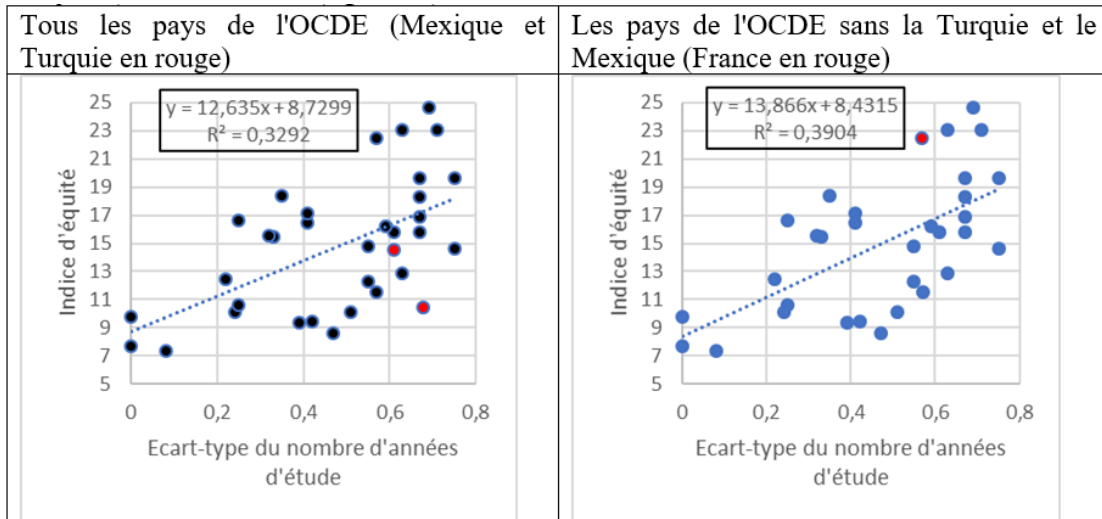 Tous les pays de l'OCDE (Mexique et
Turquie en rouge)
y = 12,635x + 8,7299
R² = 0,3292
25
23
21
19
17
15
13
11
9
7
5
Indice d'équité
0
0,2
0,4
0,6
0,8
Ecart-type du nombre d'années
d'étude
Les pays de l'OCDE sans la Turquie et le
Mexique (France en rouge)
y = 13,866x + 8,4315
R² = 0,3904
25
23
21
19
17
15
13
11
9
7
5
Indice d'équité
0
0,2
0,4
0,6
0,8
Ecart-type du nombre d'années
d'étude